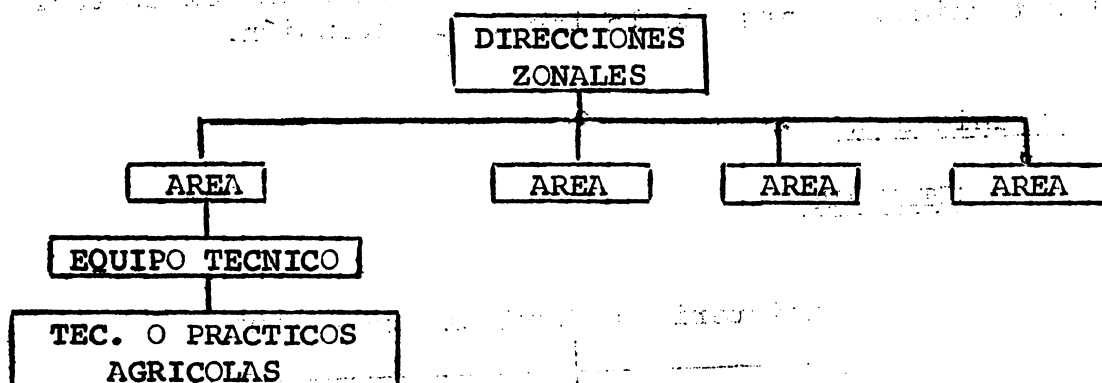 DIRECCIONES
ZONALES
AREA AREA AREA AREA
EQUIPO TECNICO
TEC. O PRACTICOS
AGRICOLAS